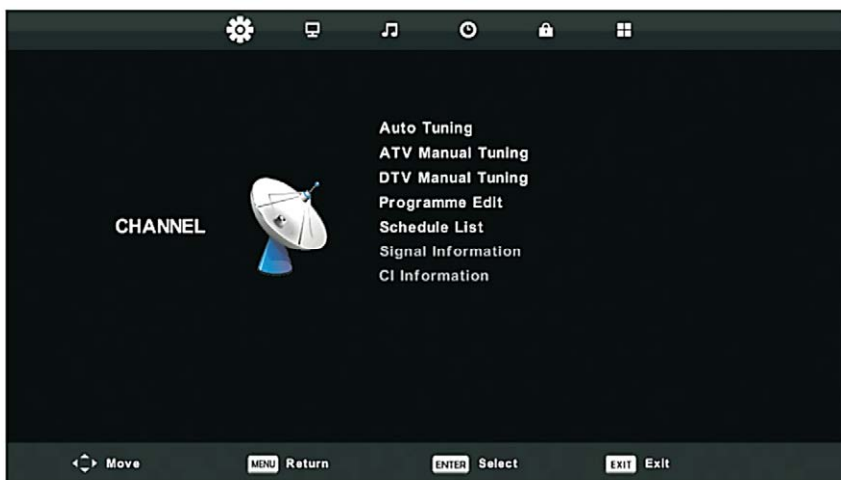 Auto Tuning
ATV Manual Tuning
DTV Manual Tuning
Programme Edit
CHANNEL
Schedule List
Signal Information
CI Information
Move MENU Return ENTER Select EXIT Exit